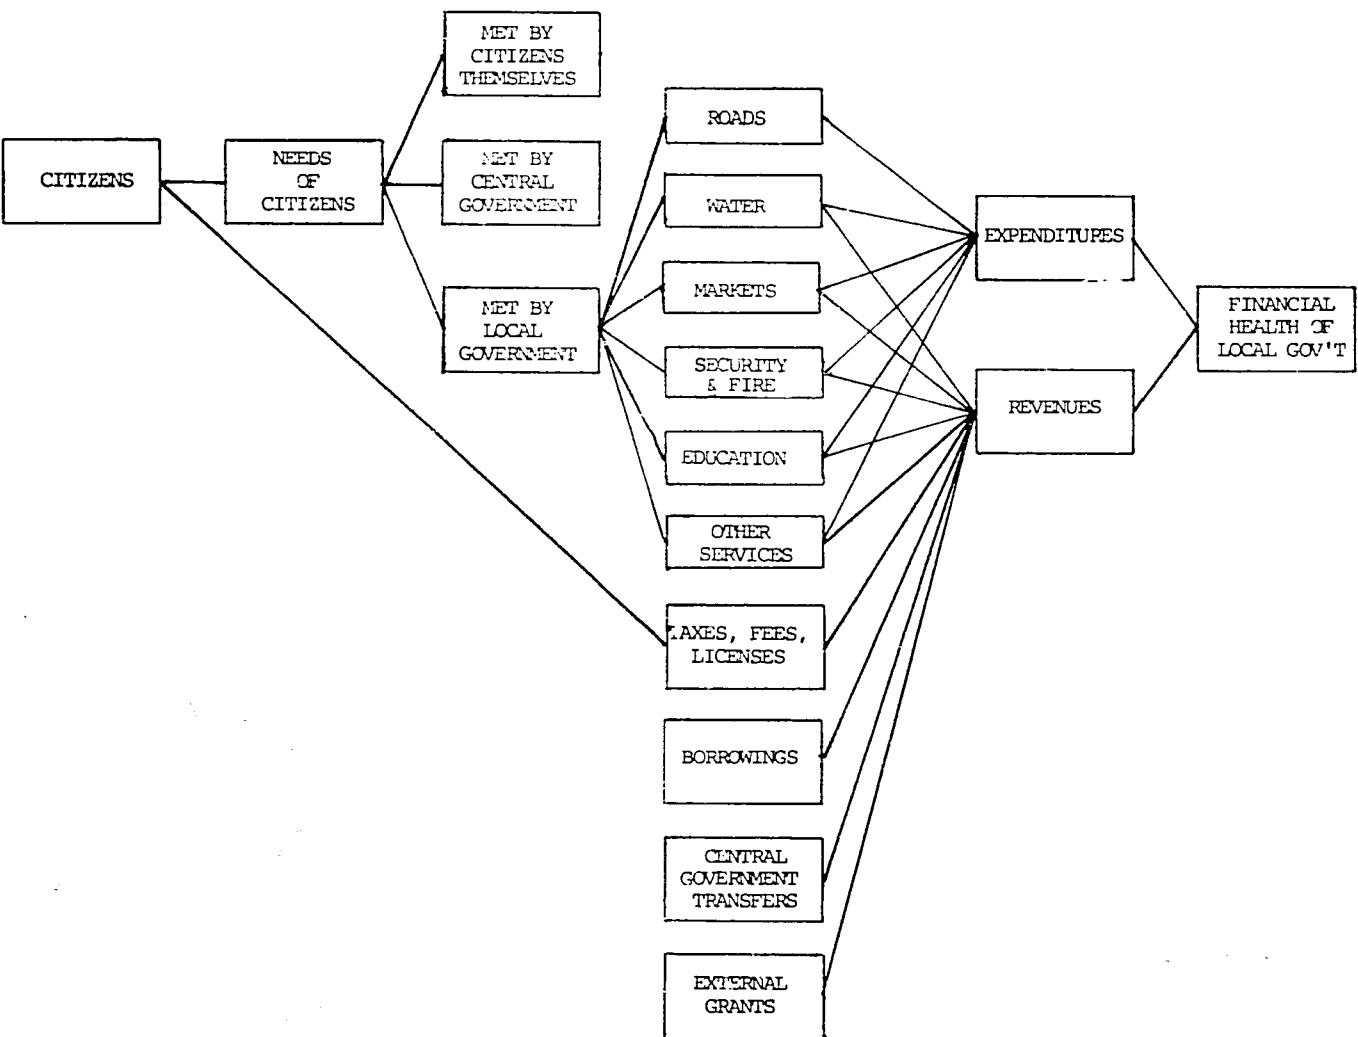 MET BY
CITIZENS
THEMSELVES
CITIZENS
NEEDS
OF
CITIZENS
MET BY
CENTRAL
GOVERNMENT
MET BY
LOCAL
GOVERNMENT
ROADS
WATER
MARKETS
SECURITY
& FIRE
EDUCATION
OTHER
SERVICES
TAXES, FEES,
LICENSES
BORROWINGS
CENTRAL
GOVERNMENT
TRANSFERS
EXTERNAL
GRANTS
EXPENDITURES
REVENUES
FINANCIAL
HEALTH OF
LOCAL GOV'T